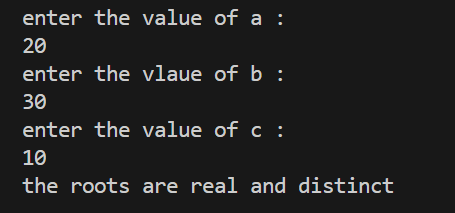 enter the value of a :
20
enter the vlaue of b :
30
enter the value of c :
10
the roots are real and distinct